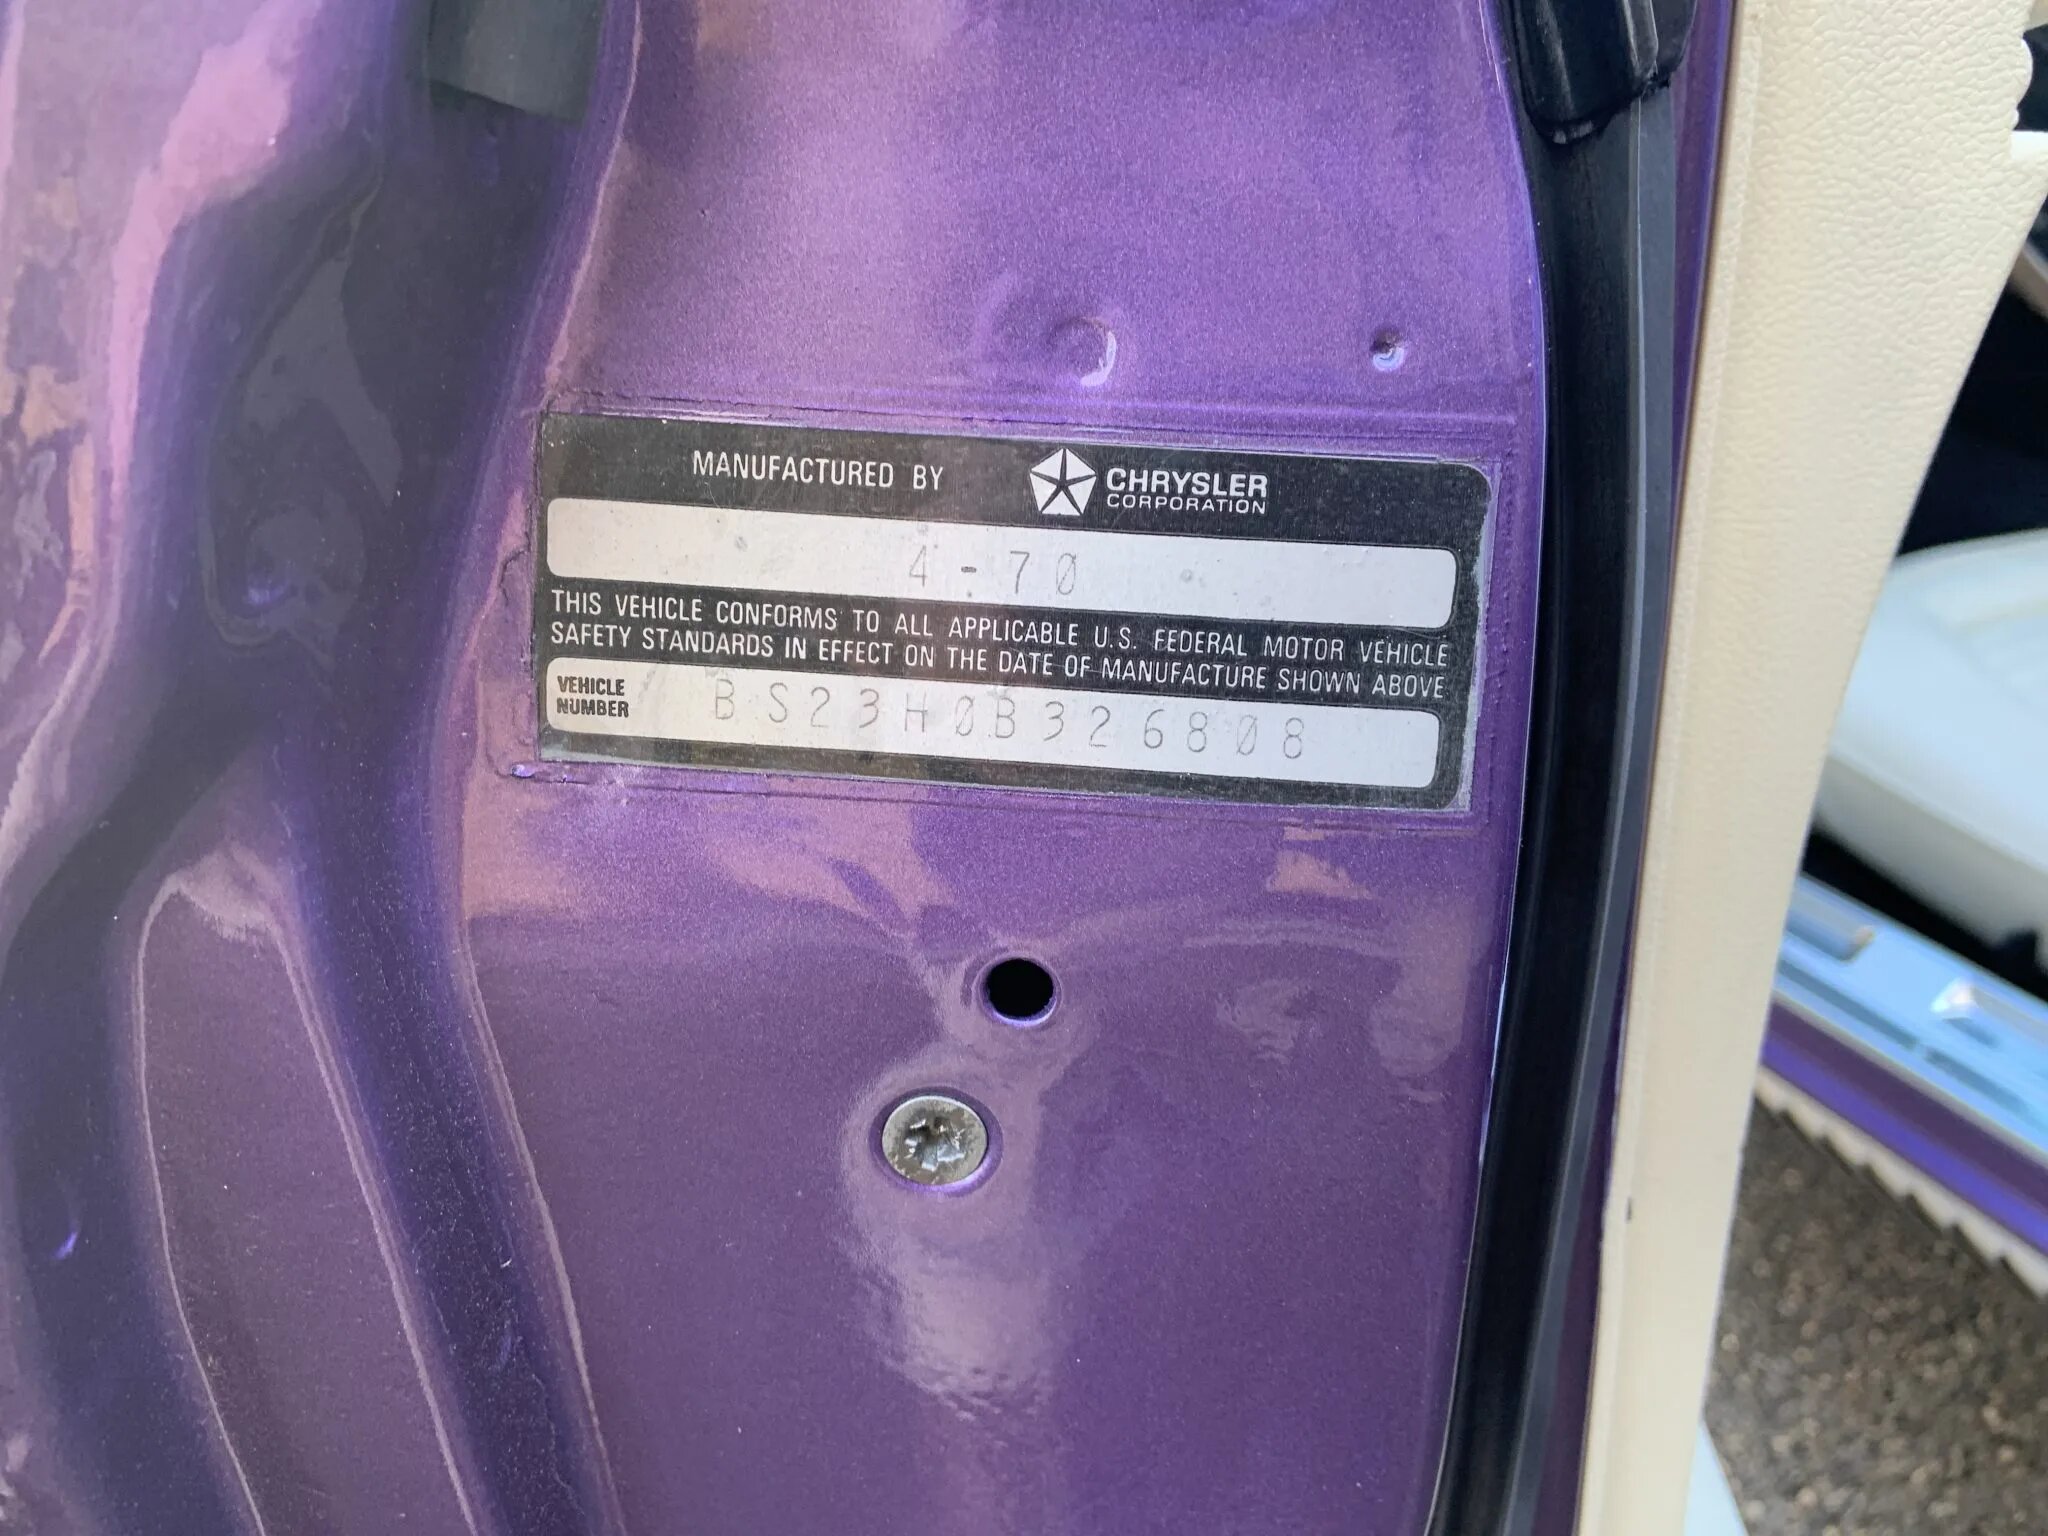 MANUFACTURED BY CHRYSLER
CORPORATION
4-70
THIS VEHICLE CONFORMS TO ALL APPLICABLE U.S. FEDERAL MOTOR VEHICLE
SAFETY STANDARDS IN EFFECT ON THE DATE OF MANUFACTURE SHOWN ABOVE
VEHICLE
NUMBER BS23H0B326808